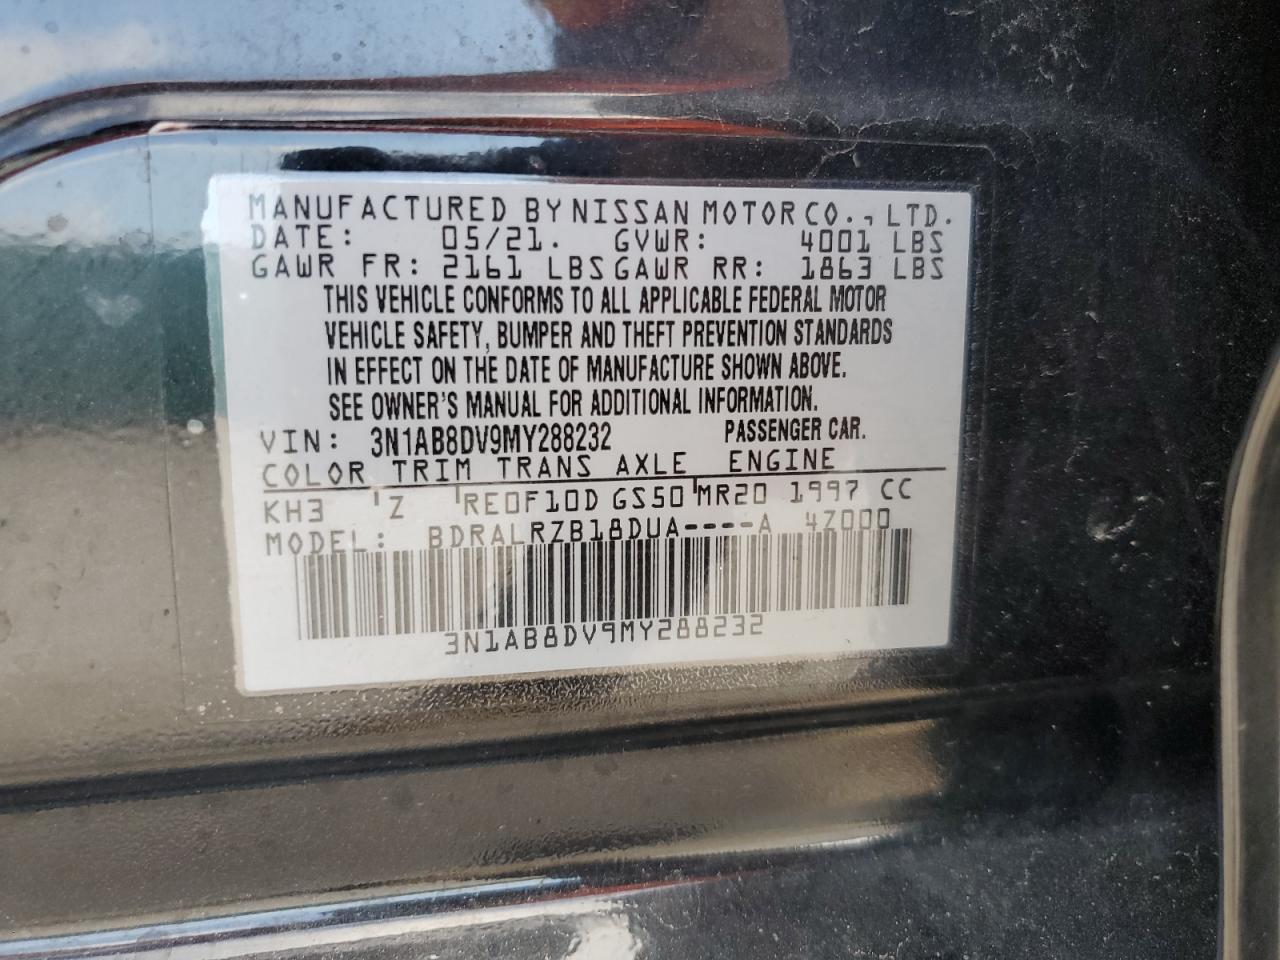 MANUFACTURED BY NISSAN MOTOR CO., LTD.
DATE: 05/21. GVWR: 4001 LBS
GAWR FR: 2161 LBS GAWR RR: 1863 LBS
THIS VEHICLE CONFORMS TO ALL APPLICABLE FEDERAL MOTOR
VEHICLE SAFETY, BUMPER AND THEFT PREVENTION STANDARDS
IN EFFECT ON THE DATE OF MANUFACTURE SHOWN ABOVE.
SEE OWNER'S MANUAL FOR ADDITIONAL INFORMATION.
VIN: 3N1AB8DV9MY288232 PASSENGER CAR.
COLOR TRIM TRANS AXLE ENGINE
KH3 'Z 'RE0F10D GS50 'MR20 1997 CC
MODEL: BDRALRZB18DUA----A 4Z000
3N1AB8DV9MY288232